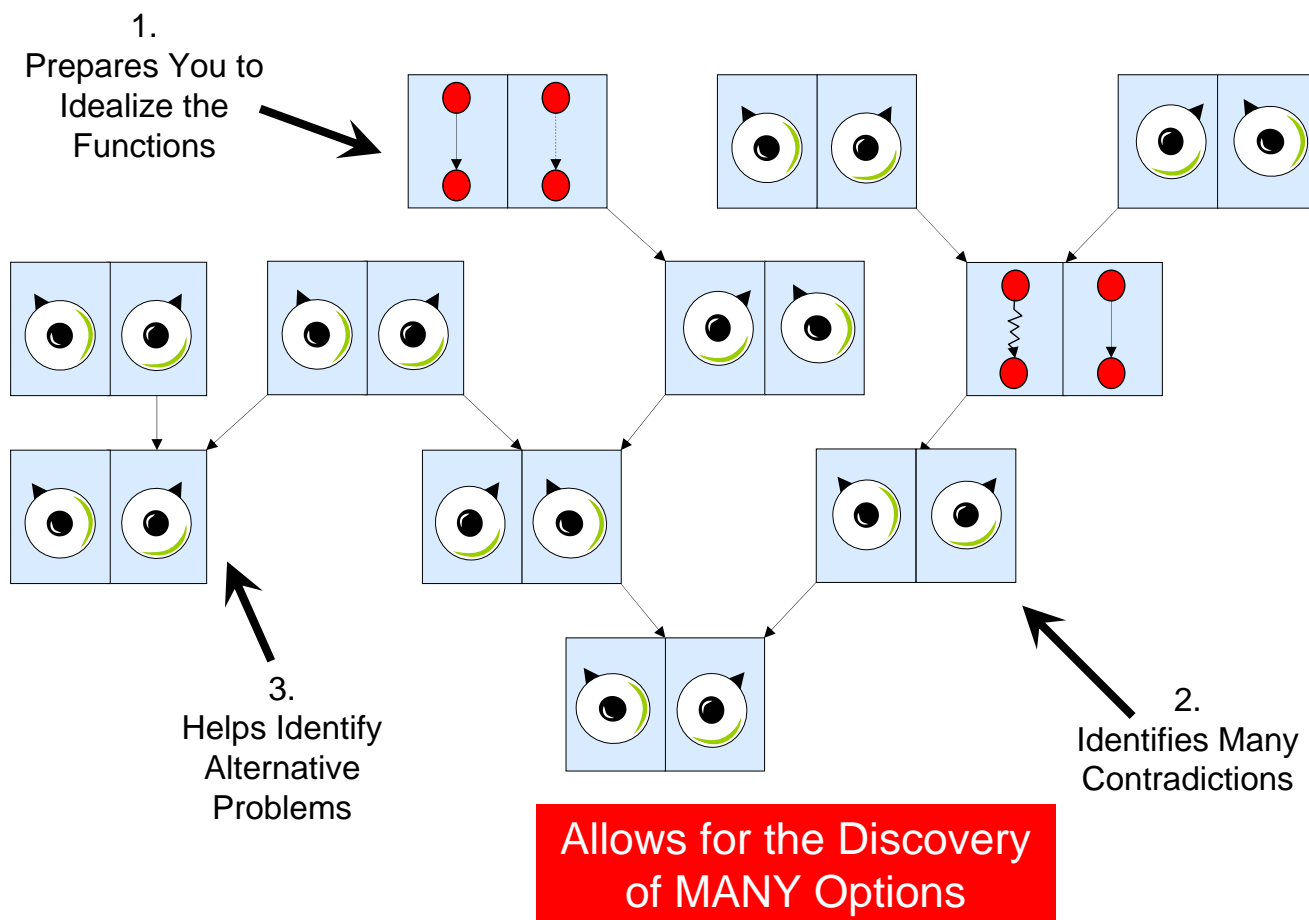 1.
Prepares You to
Idealize the
Functions
3.
Helps Identify
Alternative
Problems
2.
Identifies Many
Contradictions
Allows for the Discovery
of MANY Options